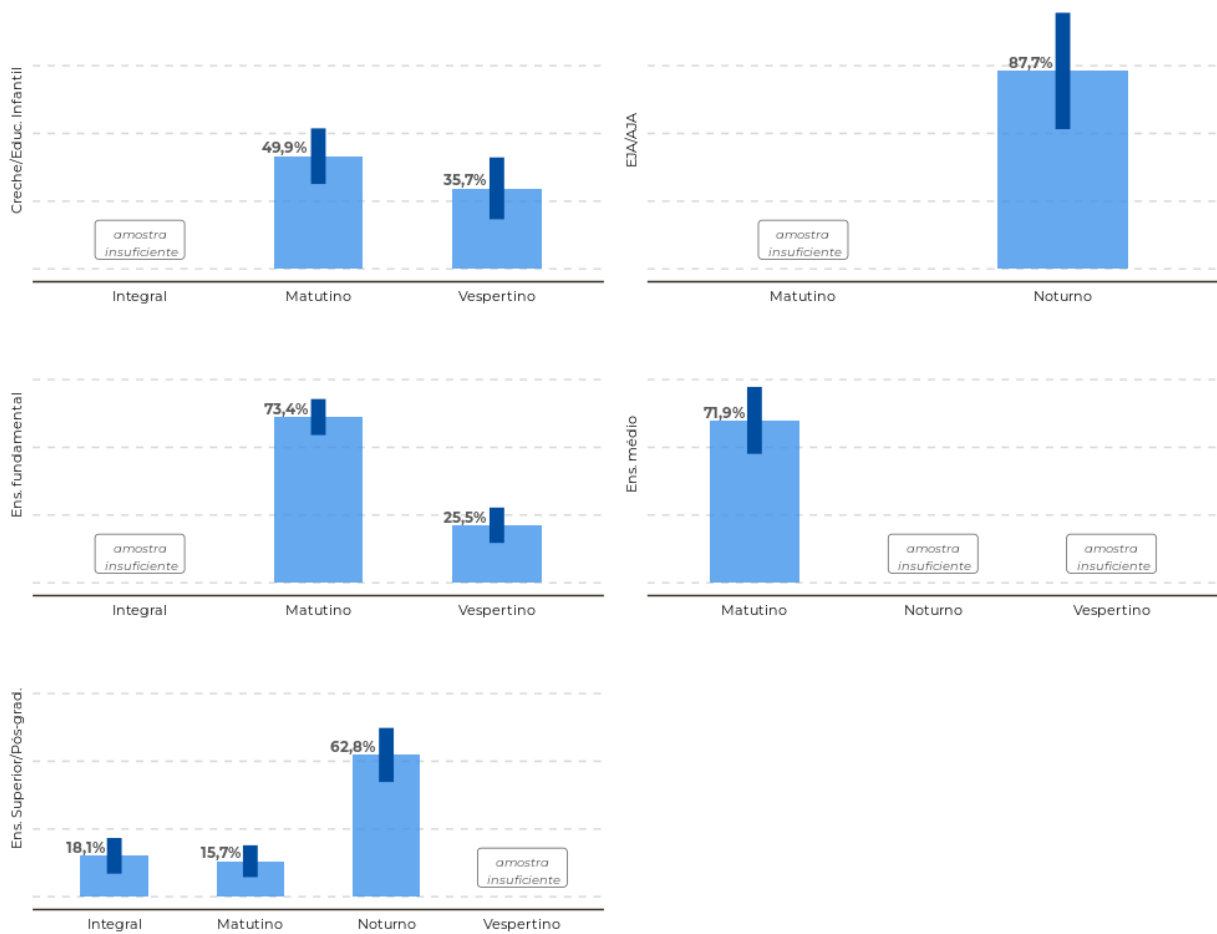 Creche/Educ. Infantil
49,9%
35,7%
amostra
insuficiente
Integral
Matutino
Vespertino
EJA/AJA
87,7%
amostra
insuficiente
Matutino
Noturno
Ens. fundamental
73,4%
25,5%
amostra
insuficiente
Integral
Matutino
Vespertino
Ens. médio
71,9%
amostra
insuficiente
amostra
insuficiente
Matutino
Noturno
Vespertino
Ens. Superior/Pós-grad.
18,1%
15,7%
62,8%
amostra
insuficiente
Integral
Matutino
Noturno
Vespertino